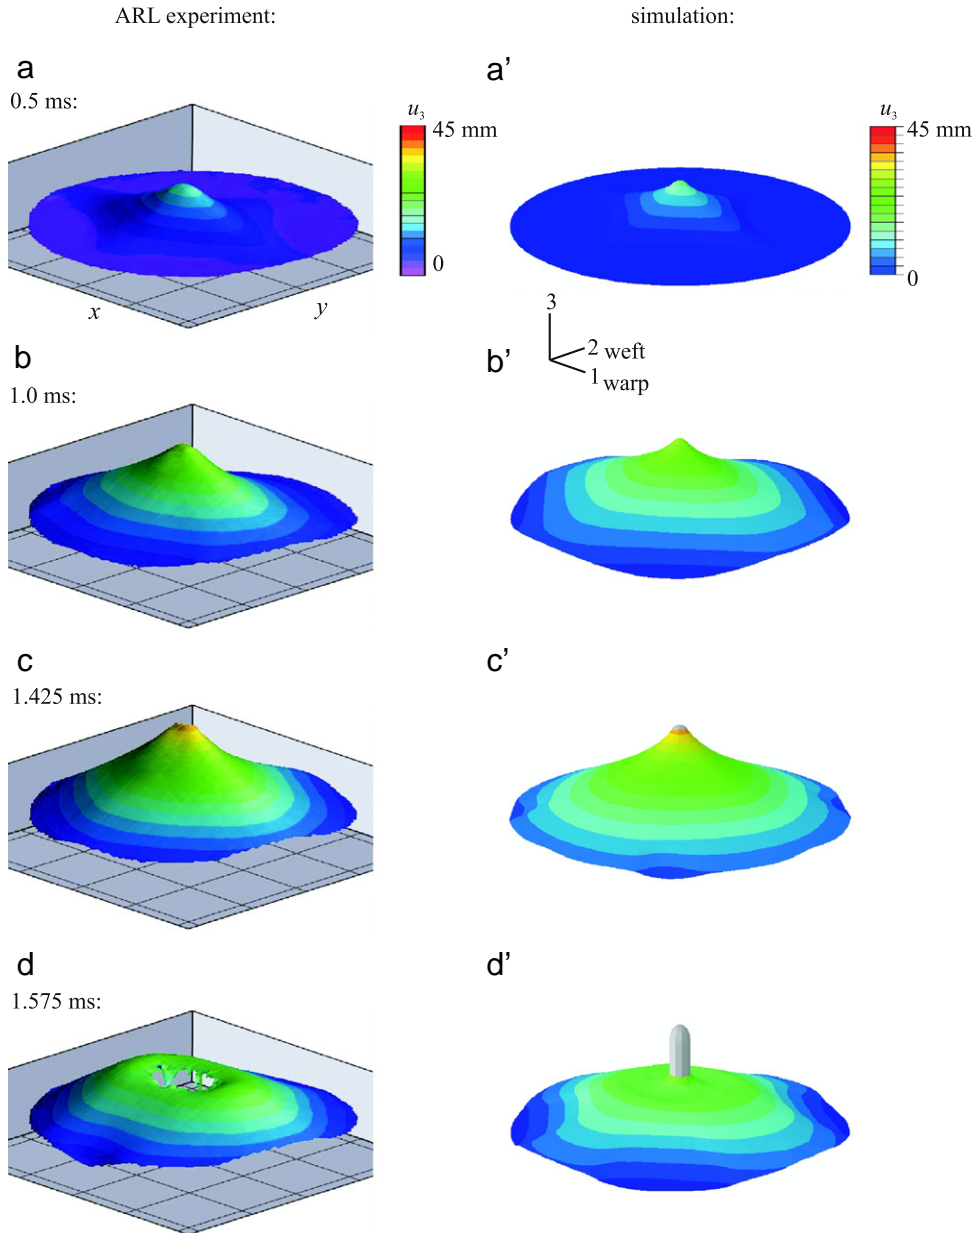 ARL experiment:
simulation:
a
0.5 ms:
u₃
45 mm
0
x
y
a'
u₃
45 mm
0
3
2 weft
1 warp
b
1.0 ms:
b'
c
1.425 ms:
c'
d
1.575 ms:
d'